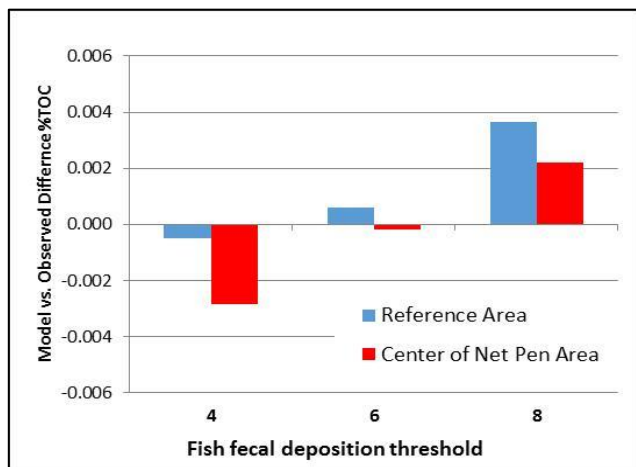 Model vs. Observed Differnce%TOC
0.006
0.004
0.002
0.000
-0.002
-0.004
-0.006
Reference Area
Center of Net Pen Area
4 6 8
Fish fecal deposition threshold